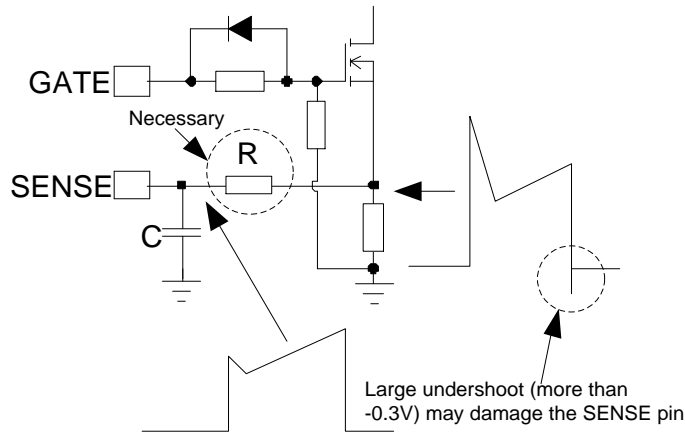 GATE
Necessary
R
SENSE
C
Large undershoot (more than
-0.3V) may damage the SENSE pin